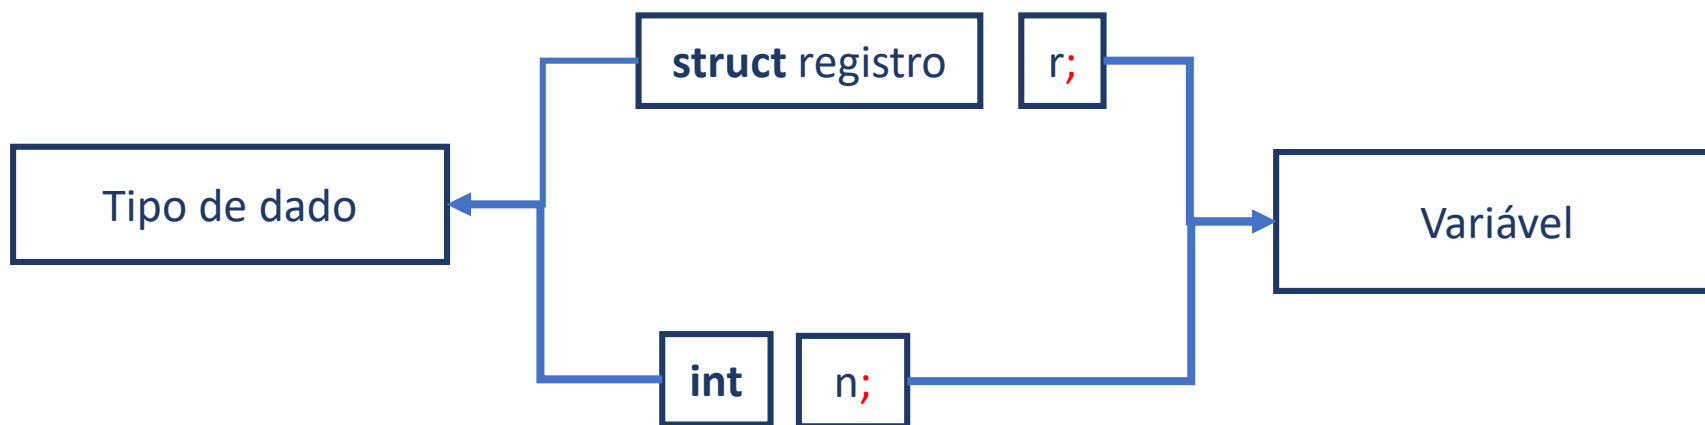 struct registro r;
Tipo de dado
Variável
int n;